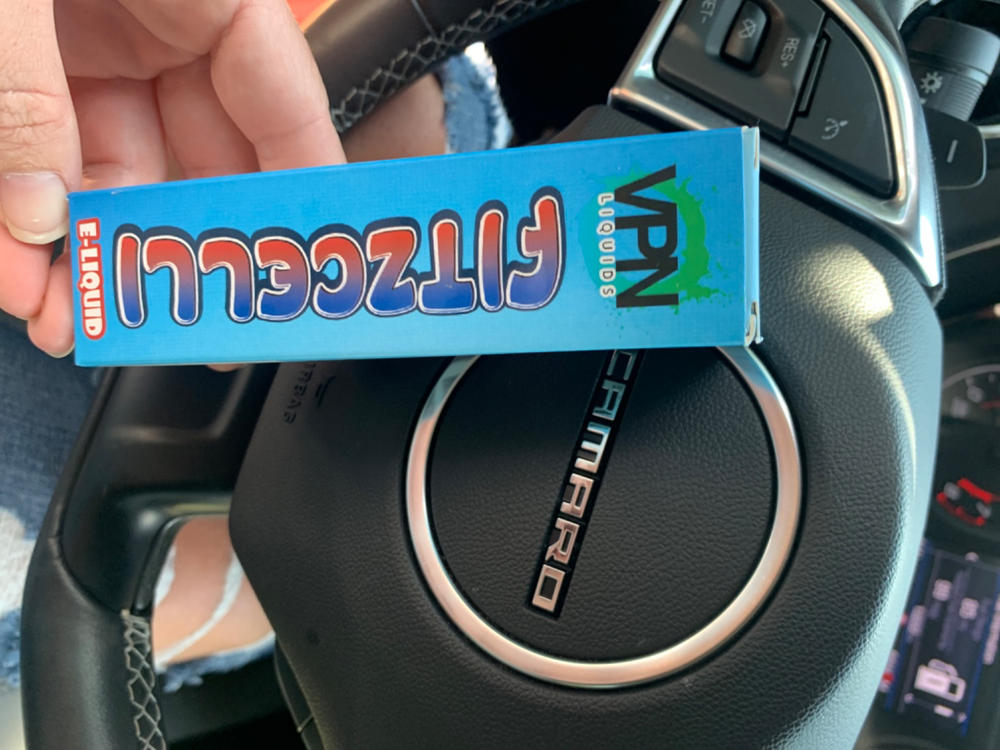 VPN
LIQUIDS
FITZCELLI
E-LIQUID
CAMARO
RES+